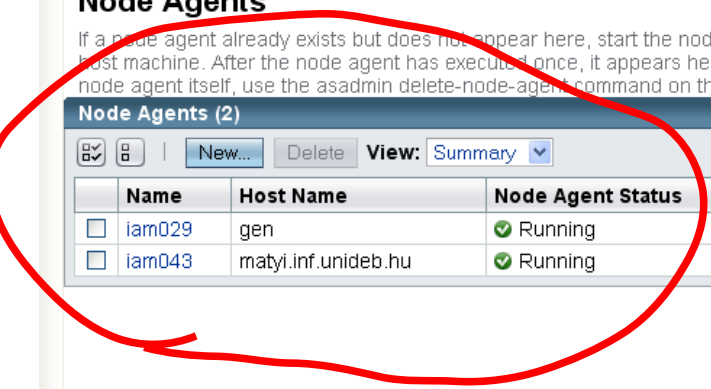 Node Agents
If a node agent already exists but does not appear here, start the nod
host machine. After the node agent has executed once, it appears he
node agent itself, use the asadmin delete-node-agent command on th
Node Agents (2)
New... Delete View: Summary
Name Host Name Node Agent Status
iam029 gen Running
iam043 matyi.inf.unideb.hu Running